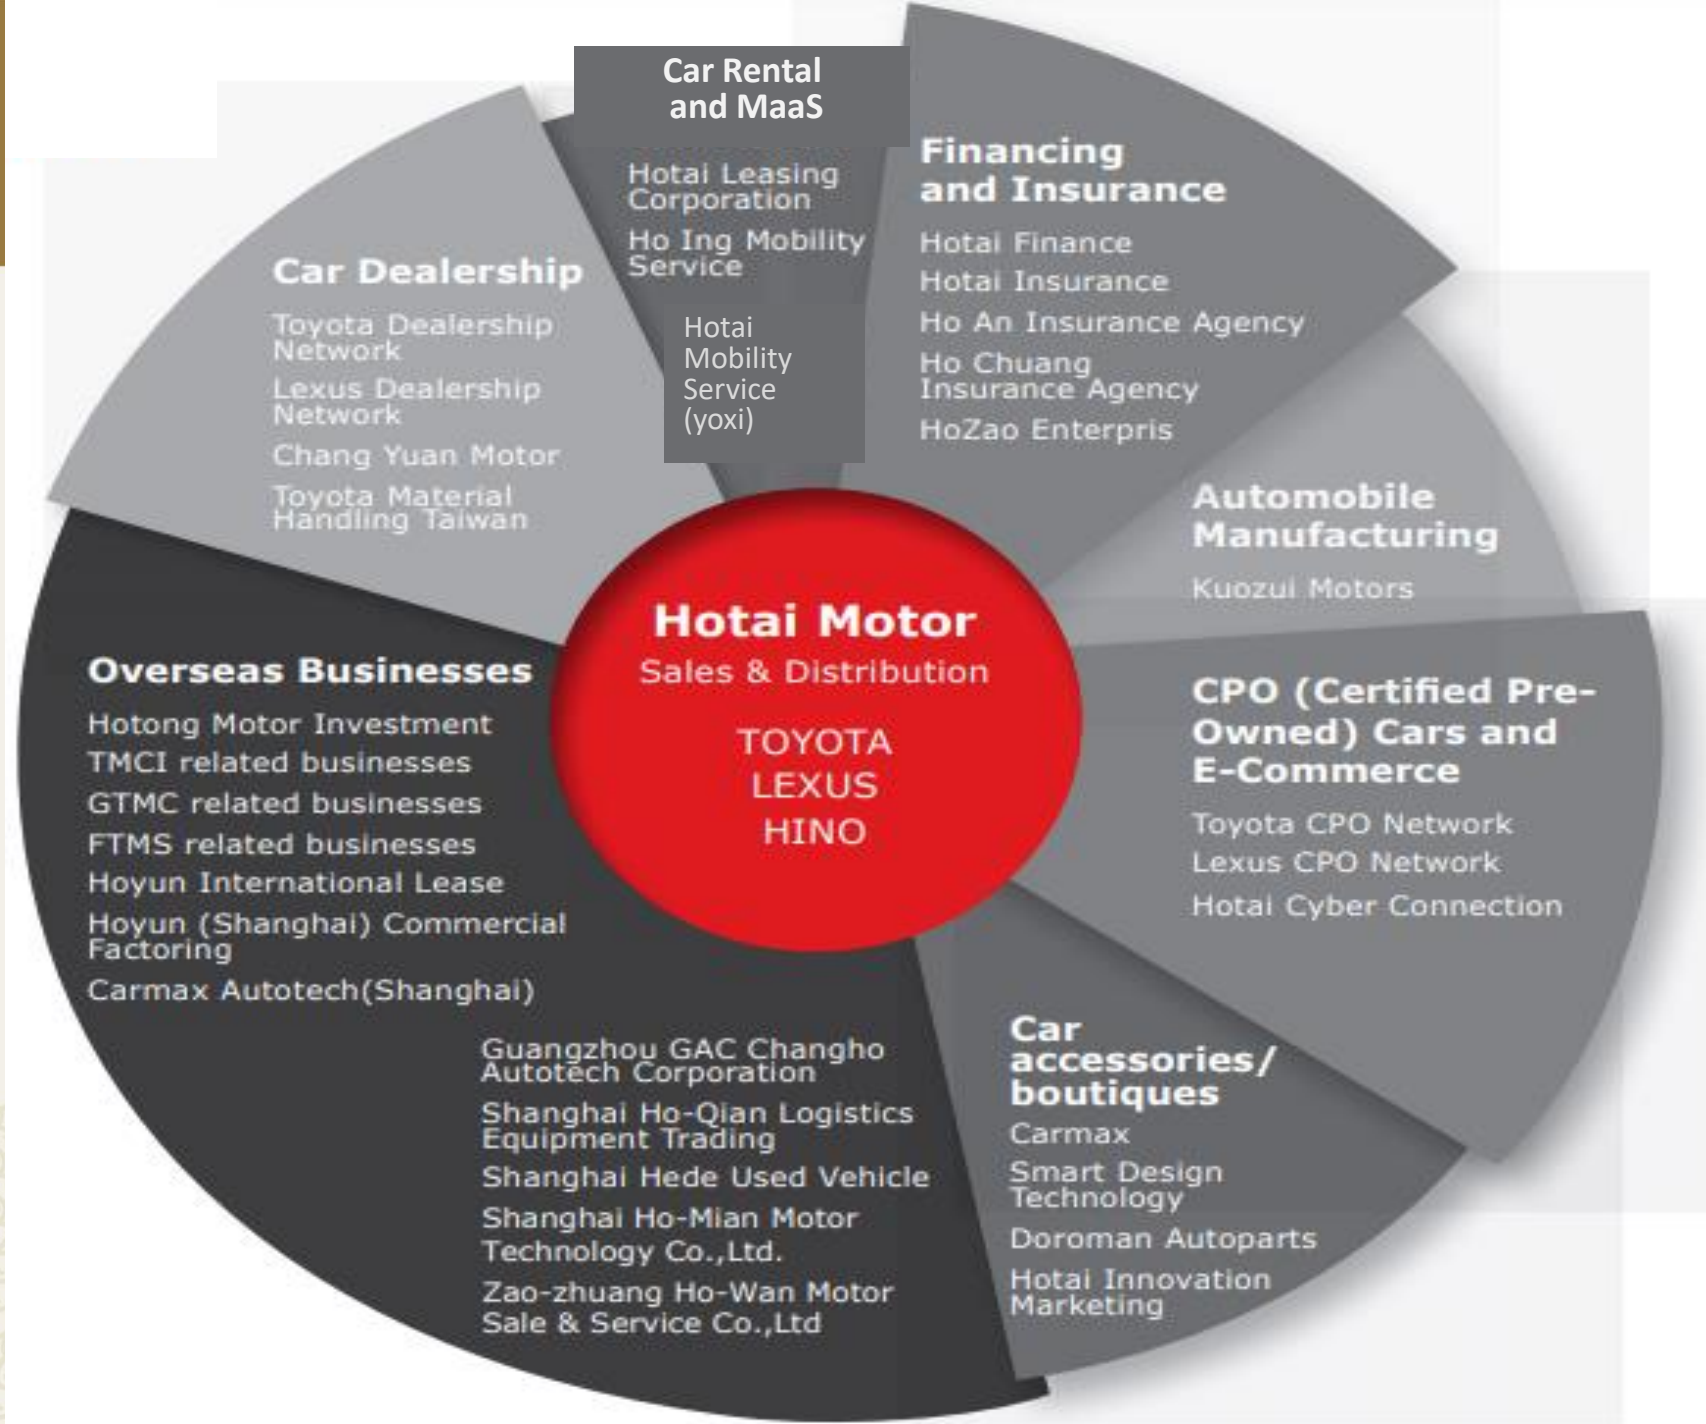 Car Rental
and MaaS
Hotai Leasing
Corporation
Ho Ing Mobility
Service
Hotai
Mobility
Service
(yoxi)
Financing
and Insurance
Hotai Finance
Hotai Insurance
Ho An Insurance Agency
Ho Chuang
Insurance Agency
HoZao Enterpris
Automobile
Manufacturing
Kuozui Motors
CPO (Certified Pre-
Owned) Cars and
E-Commerce
Toyota CPO Network
Lexus CPO Network
Hotai Cyber Connection
Car
accessories/
boutiques
Carmax
Smart Design
Technology
Doroman Autoparts
Hotai Innovation
Marketing
Overseas Businesses
Hotong Motor Investment
TMCI related businesses
GTMC related businesses
FTMS related businesses
Hoyun International Lease
Hoyun (Shanghai) Commercial
Factoring
Carmax Autotech(Shanghai)
Guangzhou GAC Changho
Autotech Corporation
Shanghai Ho-Qian Logistics
Equipment Trading
Shanghai Hede Used Vehicle
Shanghai Ho-Mian Motor
Technology Co.,Ltd.
Zao-zhuang Ho-Wan Motor
Sale & Service Co.,Ltd
Car Dealership
Toyota Dealership
Network
Lexus Dealership
Network
Chang Yuan Motor
Toyota Material
Handling Taiwan
Hotai Motor
Sales & Distribution
TOYOTA
LEXUS
HINO